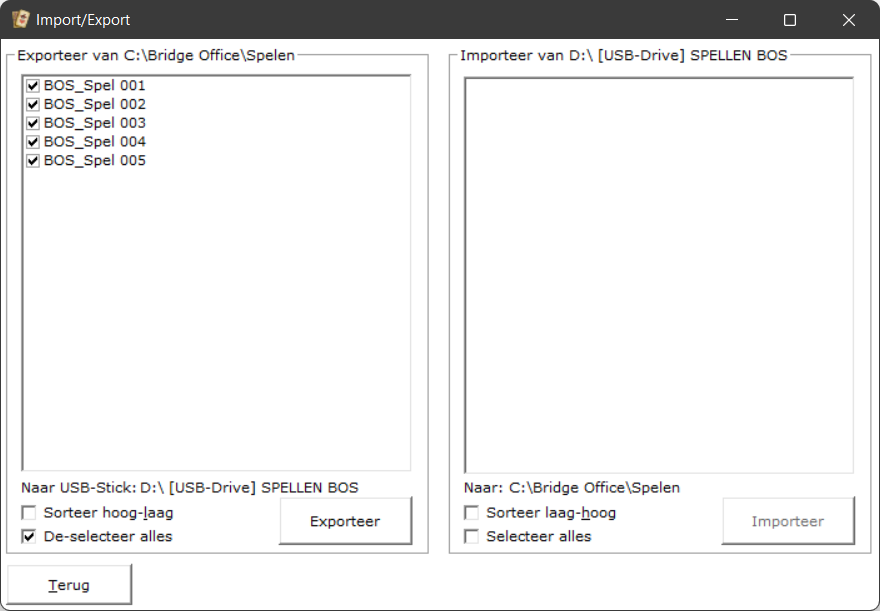 Import/Export
Exporteer van C:\Bridge Office\Spelen
BOS_Spel 001
BOS_Spel 002
BOS_Spel 003
BOS_Spel 004
BOS_Spel 005
Naar USB-Stick: D:\ [USB-Drive] SPELLEN BOS
Sorteer hoog-laag
De-selecteer alles
Exporteer
Importeer van D:\ [USB-Drive] SPELLEN BOS
Naar: C:\Bridge Office\Spelen
Sorteer laag-hoog
Selecteer alles
Importeer
Terug